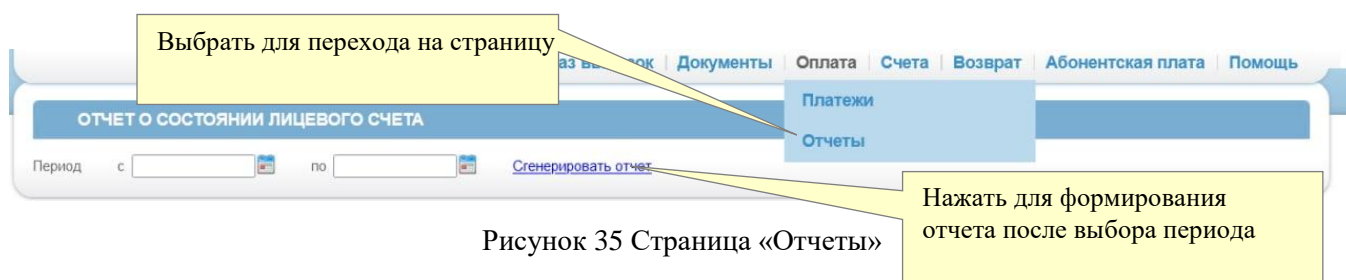 Выбрать для перехода на страницу
Документы Оплата Счета Возврат Абонентская плата Помощь
Платежи
ОТЧЕТ О СОСТОЯНИИ ЛИЦЕВОГО СЧЕТА
Отчеты
Период с по Сгенерировать отчет
Нажать для формирования
отчета после выбора периода
Рисунок 35 Страница «Отчеты»